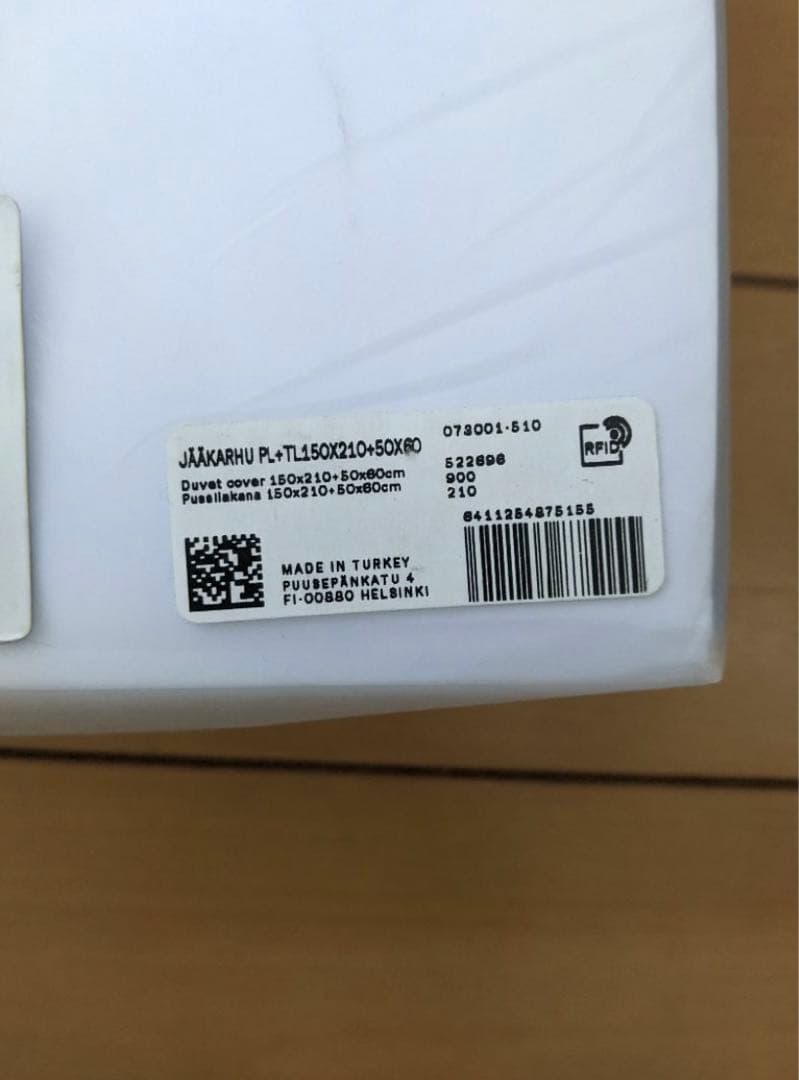 JÄÄKARHU PL+TL150X210+50X60
Duvet cover 150x210+50x60cm
Pussilakana 150x210+50x60cm
073001-510
522696
900
210
RFID
6411254875155
MADE IN TURKEY
PUUSEPÄNKATU 4
FI-00880 HELSINKI